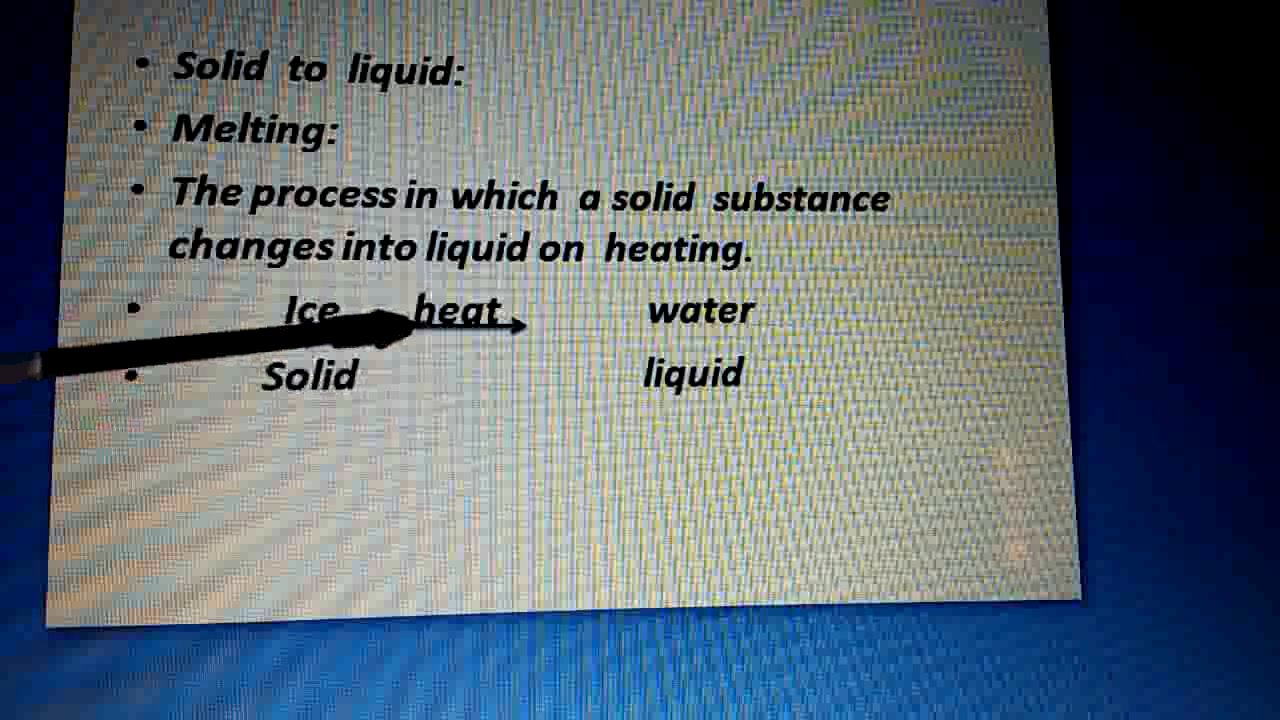 • Solid to liquid:
• Melting:
• The process in which a solid substance
changes into liquid on heating.
• Ice heat water
• Solid liquid